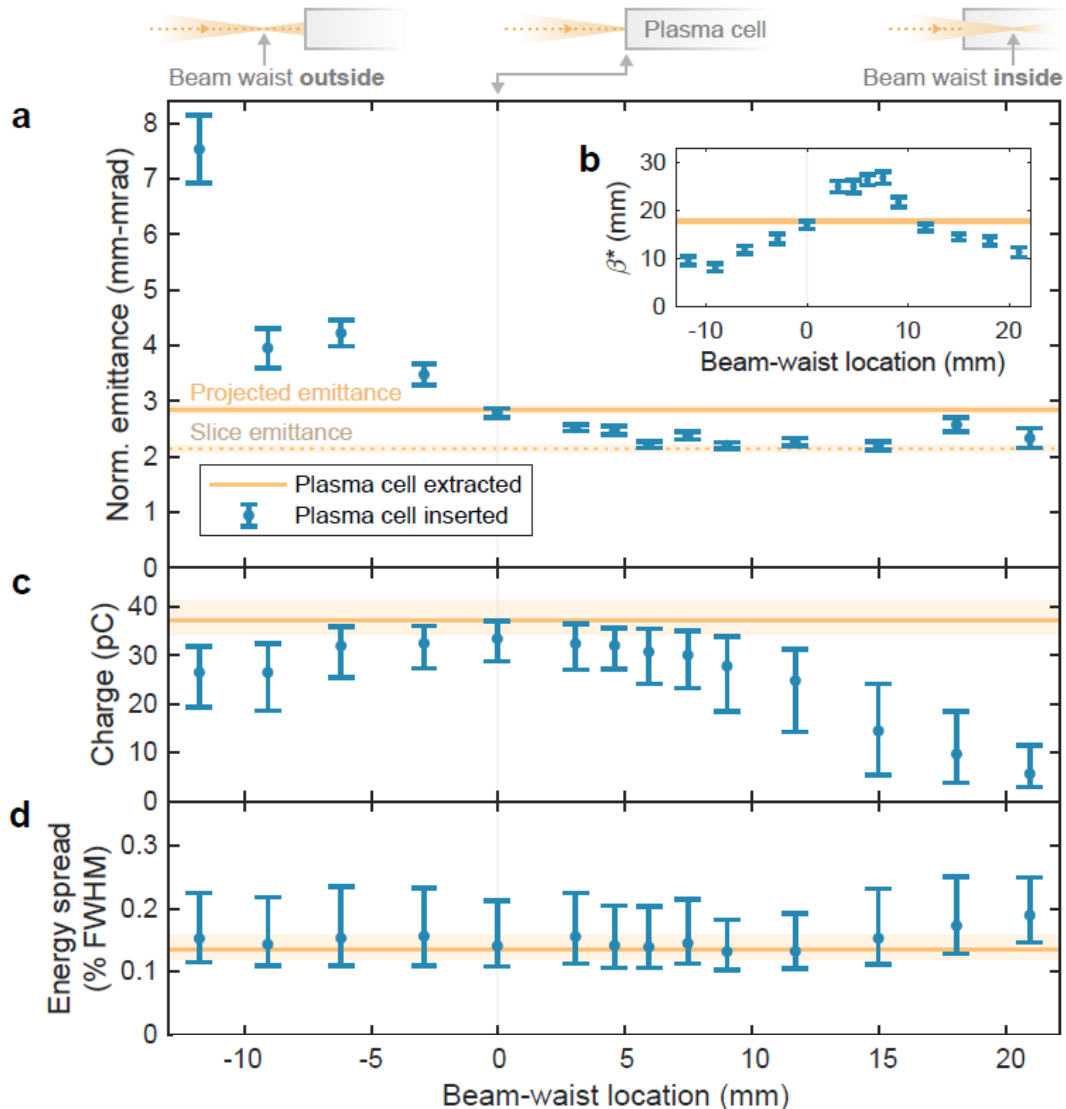 Plasma cell
Beam waist outside
Beam waist inside
a
Norm. emittance (mm-mrad)
8
7
6
5
4
3
2
1
0
Projected emittance
Slice emittance
Plasma cell extracted
Plasma cell inserted
b
β* (mm)
30
20
10
0
-10 0 10 20
Beam-waist location (mm)
c
Charge (pC)
40
30
20
10
0
d
Energy spread
(% FWHM)
0.3
0.2
0.1
0
-10 -5 0 5 10 15 20
Beam-waist location (mm)